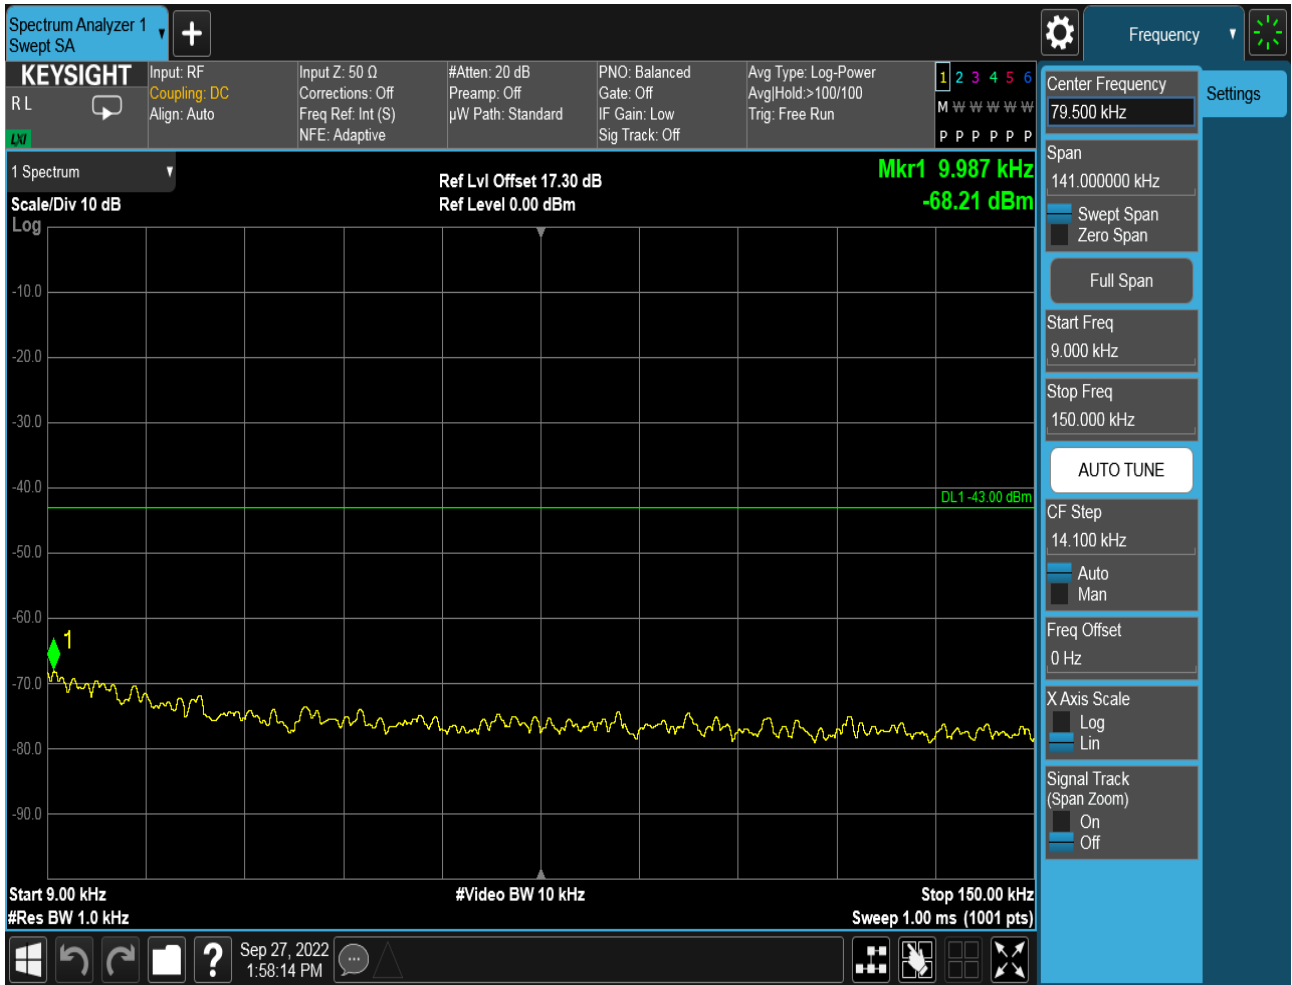 Spectrum Analyzer 1
Swept SA
Frequency
KEYSIGHT
R L
LXI
Input: RF
Coupling: DC
Align: Auto
Input Z: 50 Ω
Corrections: Off
Freq Ref: Int (S)
NFE: Adaptive
#Atten: 20 dB
Preamp: Off
µW Path: Standard
PNO: Balanced
Gate: Off
IF Gain: Low
Sig Track: Off
Avg Type: Log-Power
Avg|Hold:>100/100
Trig: Free Run
1 2 3 4 5 6
M W W W W W
P P P P P P
1 Spectrum
Scale/Div 10 dB
Log
Ref Lvl Offset 17.30 dB
Ref Level 0.00 dBm
Mkr1 9.987 kHz
-68.21 dBm
-10.0
-20.0
-30.0
-40.0
DL1 -43.00 dBm
-50.0
-60.0
1
-70.0
-80.0
-90.0
Start 9.00 kHz
#Video BW 10 kHz
Stop 150.00 kHz
#Res BW 1.0 kHz
Sweep 1.00 ms (1001 pts)
Center Frequency
79.500 kHz
Settings
Span
141.000000 kHz
Swept Span
Zero Span
Full Span
Start Freq
9.000 kHz
Stop Freq
150.000 kHz
AUTO TUNE
CF Step
14.100 kHz
Auto
Man
Freq Offset
0 Hz
X Axis Scale
Log
Lin
Signal Track
(Span Zoom)
On
Off
?
Sep 27, 2022
1:58:14 PM